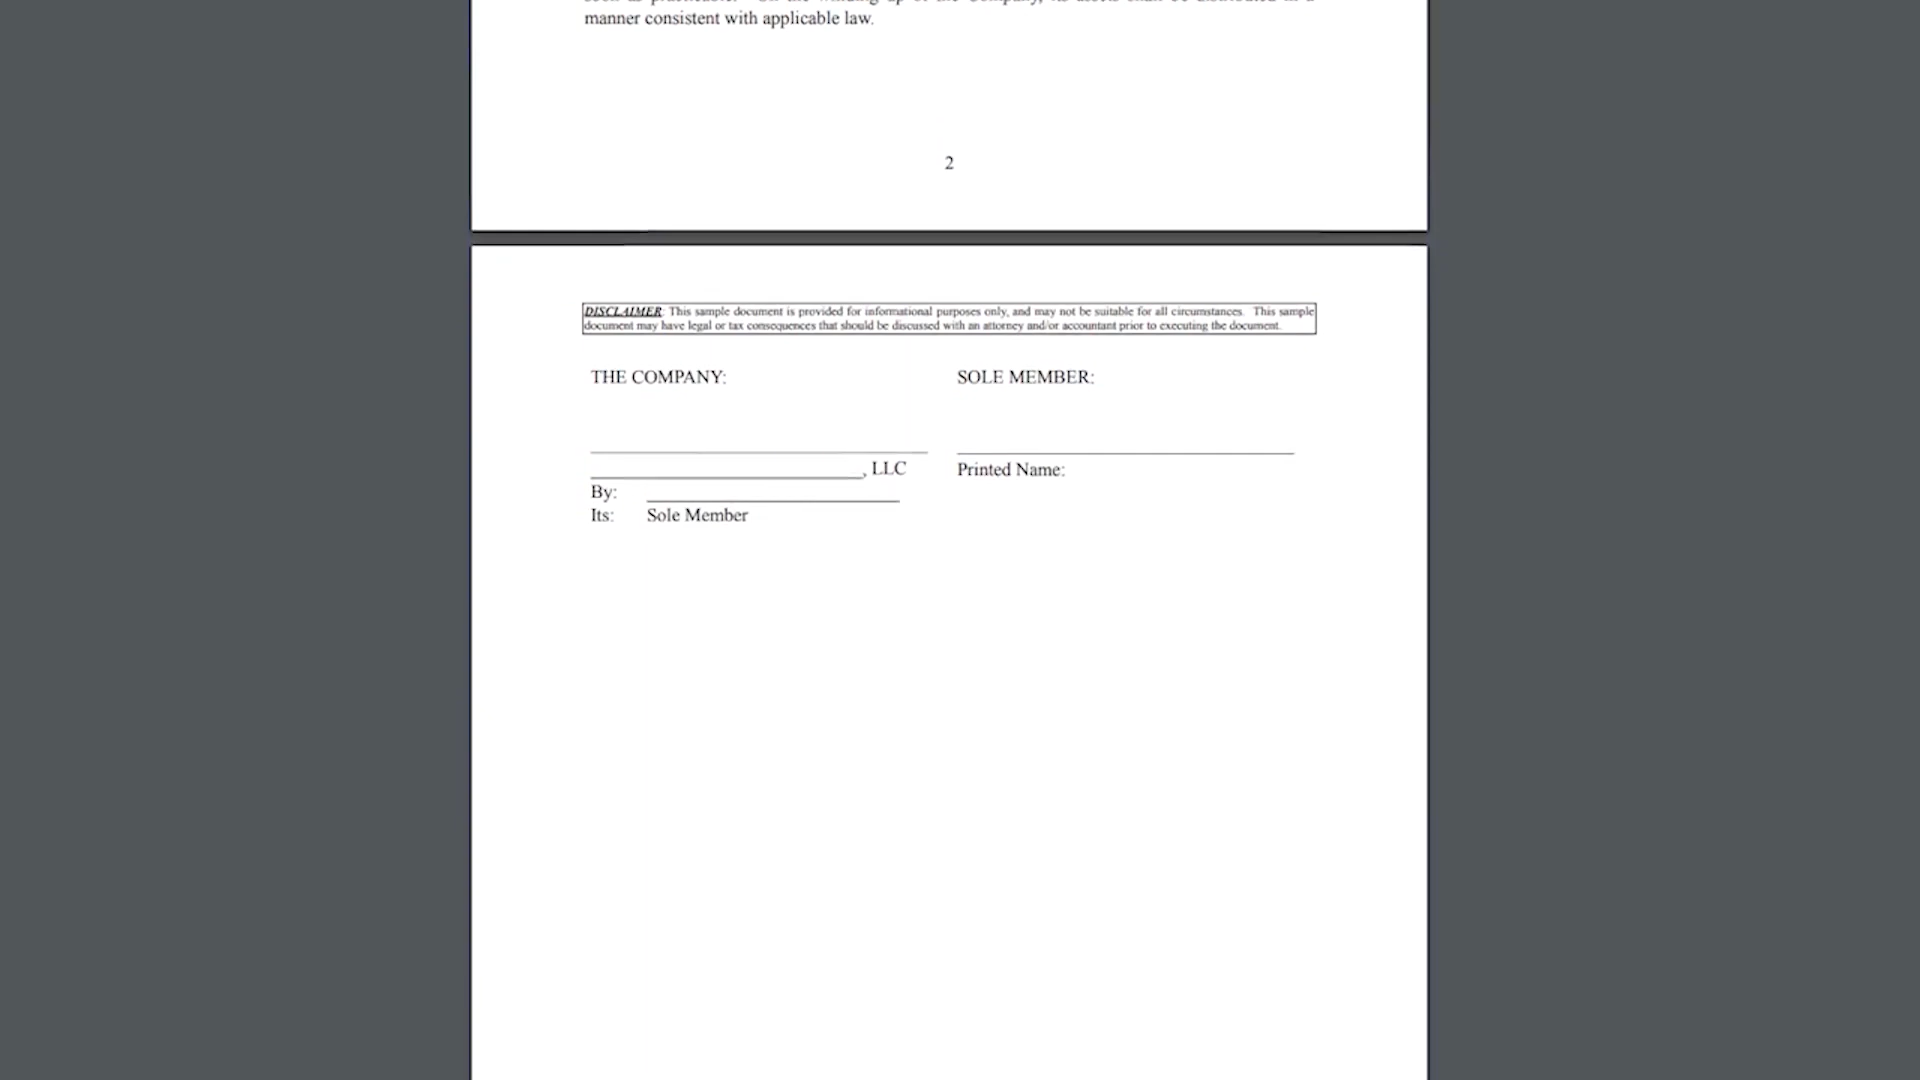 manner consistent with applicable law.
2
DISCLAIMER: This sample document is provided for informational purposes only, and may not be suitable for all circumstances. This sample
document may have legal or tax consequences that should be discussed with an attorney and/or accountant prior to executing the document.
THE COMPANY:
SOLE MEMBER:
, LLC
Printed Name:
By:
Its: Sole Member